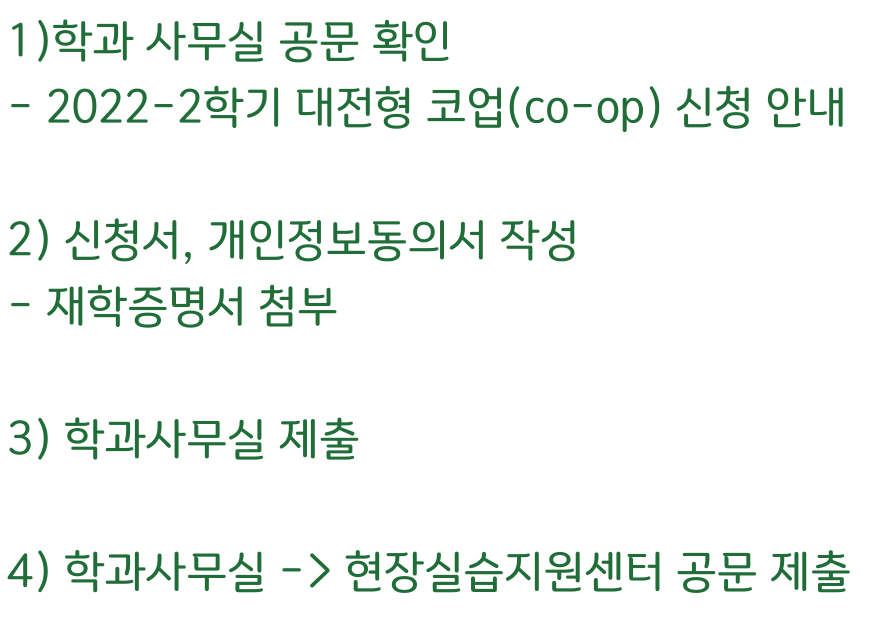 1)학과 사무실 공문 확인
- 2022-2학기 대전형 코업(co-op) 신청 안내
2) 신청서, 개인정보동의서 작성
- 재학증명서 첨부
3) 학과사무실 제출
4) 학과사무실 -> 현장실습지원센터 공문 제출